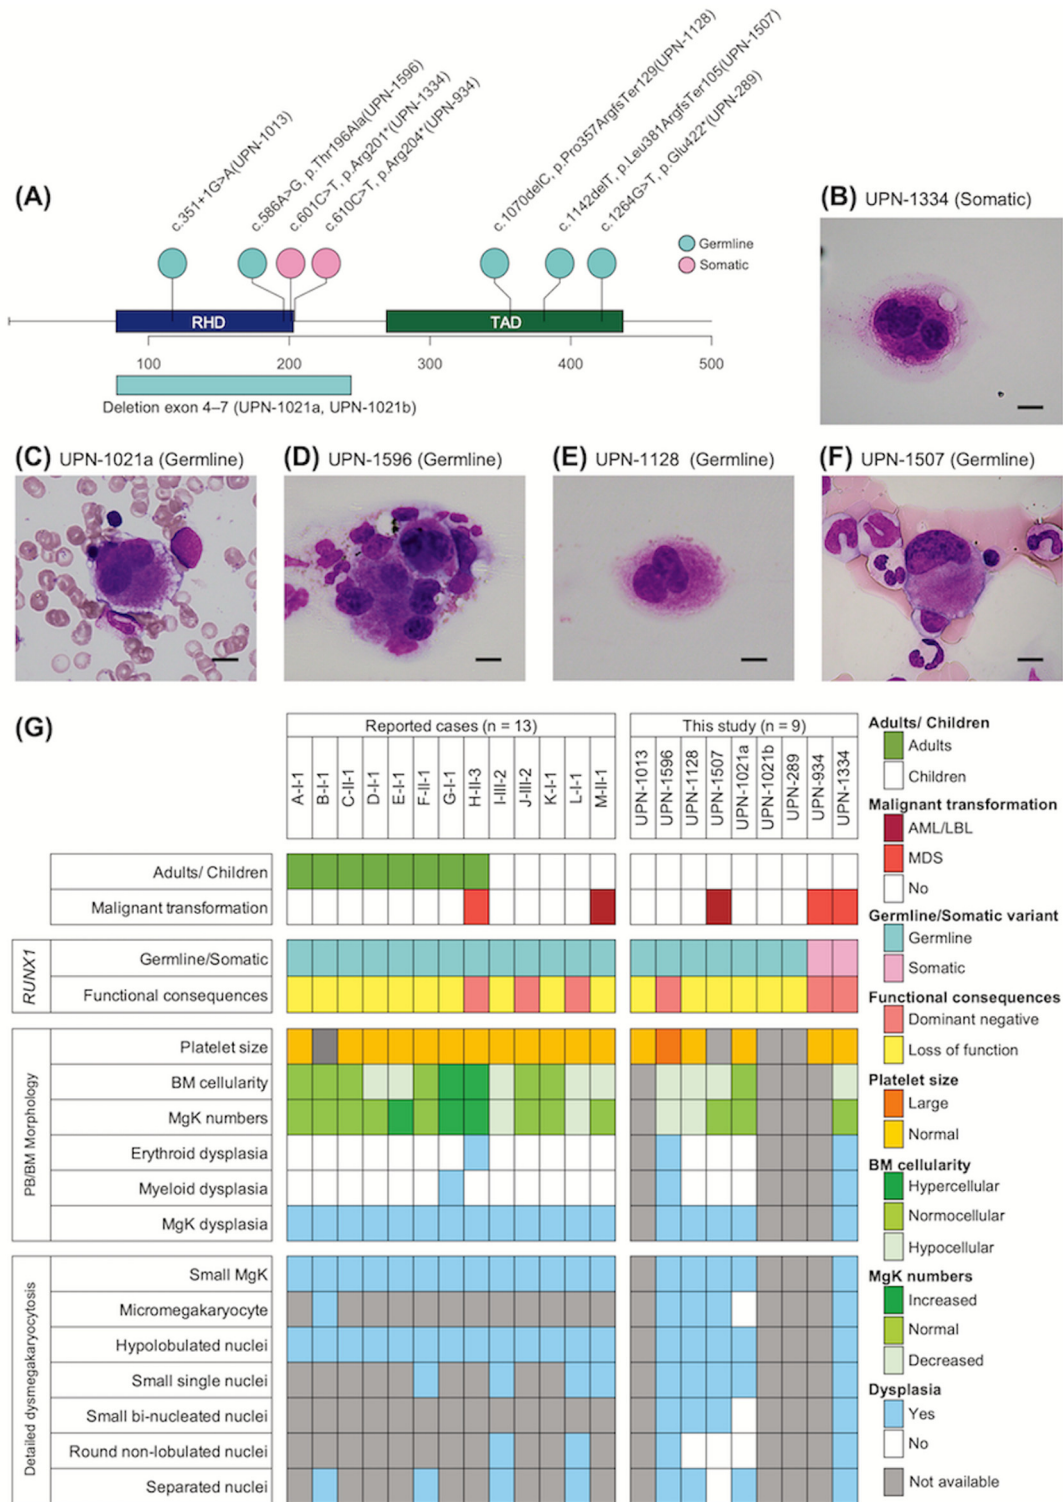 (A)
c.351+1G>A(UPN-1013)
c.586A>G, p.Thr196Ala(UPN-1596)
c.601C>T, p.Arg201*(UPN-1334)
c.610C>T, p.Arg204*(UPN-934)
c.1070delC, p.Pro357ArgfsTer129(UPN-1128)
c.1142delT, p.Leu381ArgfsTer105(UPN-1507)
c.1264G>T, p.Glu422*(UPN-289)
Germline
Somatic
RHD
TAD
100
200
300
400
500
Deletion exon 4–7 (UPN-1021a, UPN-1021b)
(B) UPN-1334 (Somatic)
(C) UPN-1021a (Germline)
(D) UPN-1596 (Germline)
(E) UPN-1128 (Germline)
(F) UPN-1507 (Germline)
(G)
Reported cases (n = 13)
This study (n = 9)
A-I-1
B-I-1
C-II-1
D-I-1
E-I-1
F-II-1
G-I-1
H-II-3
I-III-2
J-III-2
K-I-1
L-I-1
M-II-1
UPN-1013
UPN-1596
UPN-1128
UPN-1507
UPN-1021a
UPN-1021b
UPN-289
UPN-934
UPN-1334
Adults/ Children
Malignant transformation
RUNX1
Germline/Somatic
Functional consequences
PB/BM Morphology
Platelet size
BM cellularity
MgK numbers
Erythroid dysplasia
Myeloid dysplasia
MgK dysplasia
Detailed dysmegakaryocytosis
Small MgK
Micromegakaryocyte
Hypolobulated nuclei
Small single nuclei
Small bi-nucleated nuclei
Round non-lobulated nuclei
Separated nuclei
Adults/ Children
Adults
Children
Malignant transformation
AML/LBL
MDS
No
Germline/Somatic variant
Germline
Somatic
Functional consequences
Dominant negative
Loss of function
Platelet size
Large
Normal
BM cellularity
Hypercellular
Normocellular
Hypocellular
MgK numbers
Increased
Normal
Decreased
Dysplasia
Yes
No
Not available